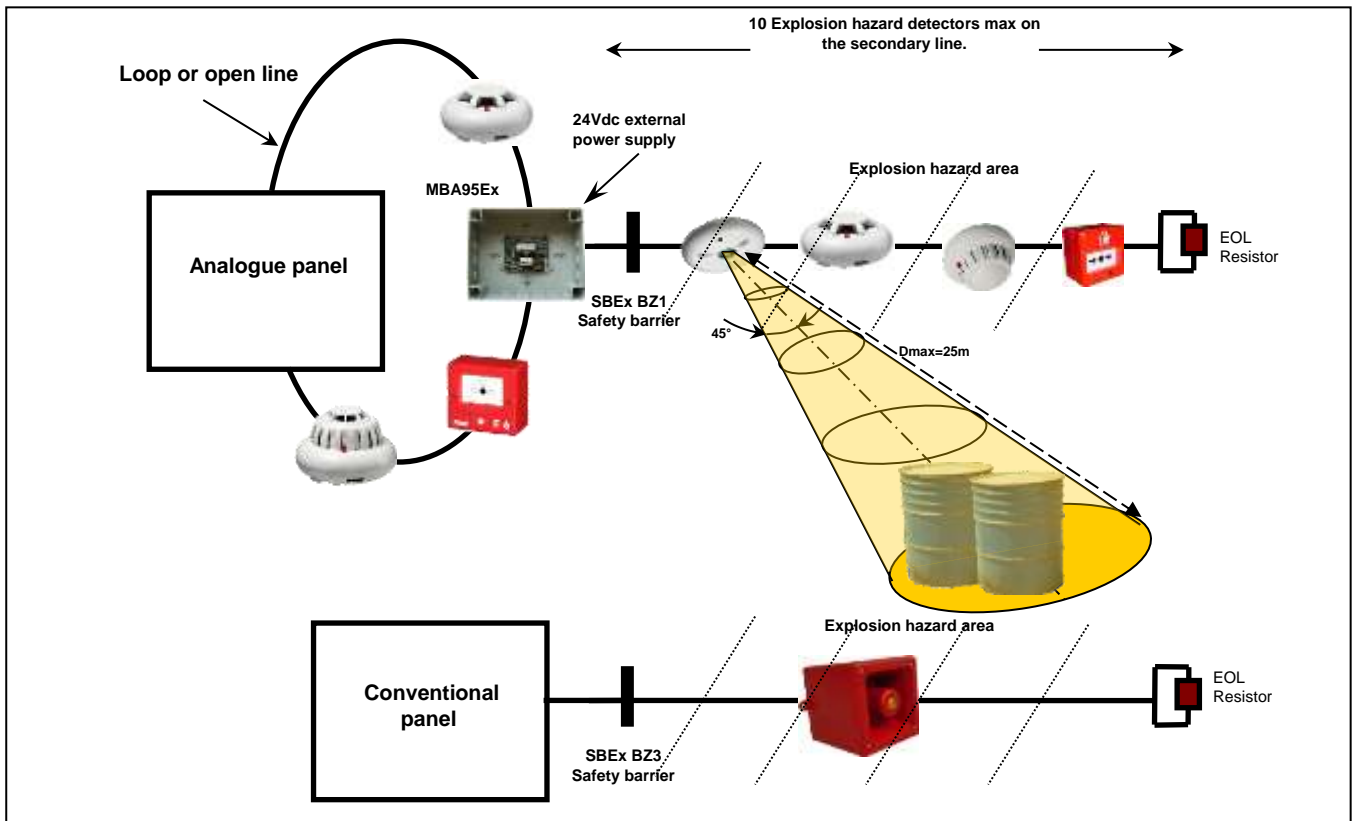 10 Explosion hazard detectors max on
the secondary line.
Loop or open line
24Vdc external
power supply
Explosion hazard area
MBA95Ex
Analogue panel
EOL
Resistor
SBEx BZ1
Safety barrier
45°
Dmax=25m
Explosion hazard area
Conventional
panel
EOL
Resistor
SBEx BZ3
Safety barrier